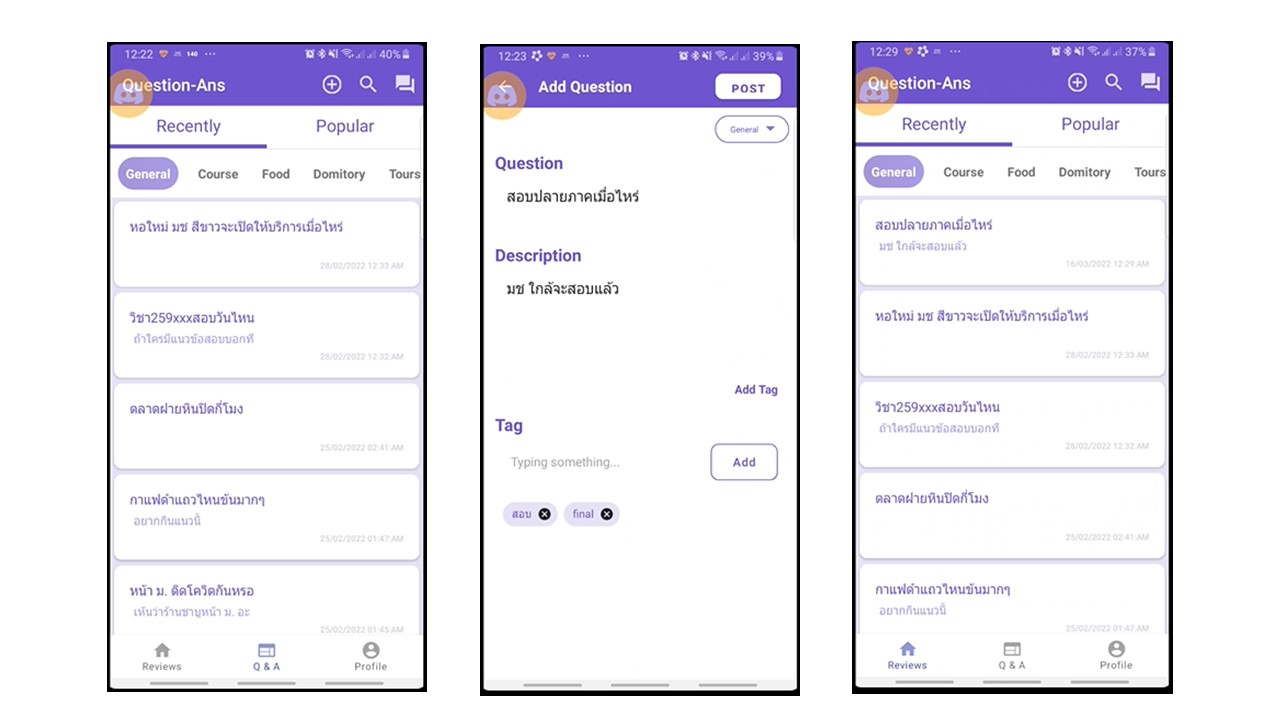 12:22 140 40%
Question-Ans
Recently Popular
General Course Food Domitory Tours
หอใหม่ มช สีขาวจะเปิดให้บริการเมื่อไหร่
28/02/2022 12:33 AM
วิชา259xxxสอบวันไหน
ถ้าใครมีแนวข้อสอบบอกที
28/02/2022 12:32 AM
ตลาดฝายหินปิดกี่โมง
25/02/2022 02:41 AM
กาแฟดำแถวไหนขันมากๆ
อยากกินแนวนี้
25/02/2022 01:47 AM
หน้า ม. ติดโควิดกันหรอ
เห็นว่าร้านชาบูหน้า ม. อะ
25/02/2022 01:45 AM
Reviews Q & A Profile
12:23 39%
Add Question POST
General
Question
สอบปลายภาคเมื่อไหร่
Description
มช ใกล้จะสอบแล้ว
Add Tag
Tag
Typing something... Add
สอบ final
12:29 37%
Question-Ans
Recently Popular
General Course Food Domitory Tours
สอบปลายภาคเมื่อไหร่
มช ใกล้จะสอบแล้ว
16/03/2022 12:29 AM
หอใหม่ มช สีขาวจะเปิดให้บริการเมื่อไหร่
28/02/2022 12:33 AM
วิชา259xxxสอบวันไหน
ถ้าใครมีแนวข้อสอบบอกที
28/02/2022 12:32 AM
ตลาดฝายหินปิดกี่โมง
25/02/2022 02:41 AM
กาแฟดำแถวไหนขันมากๆ
อยากกินแนวนี้
25/02/2022 01:47 AM
Reviews Q & A Profile